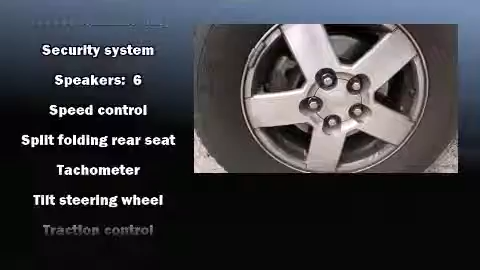 Security system
Speakers: 6
Speed control
Split folding rear seat
Tachometer
Tilt steering wheel
Traction control